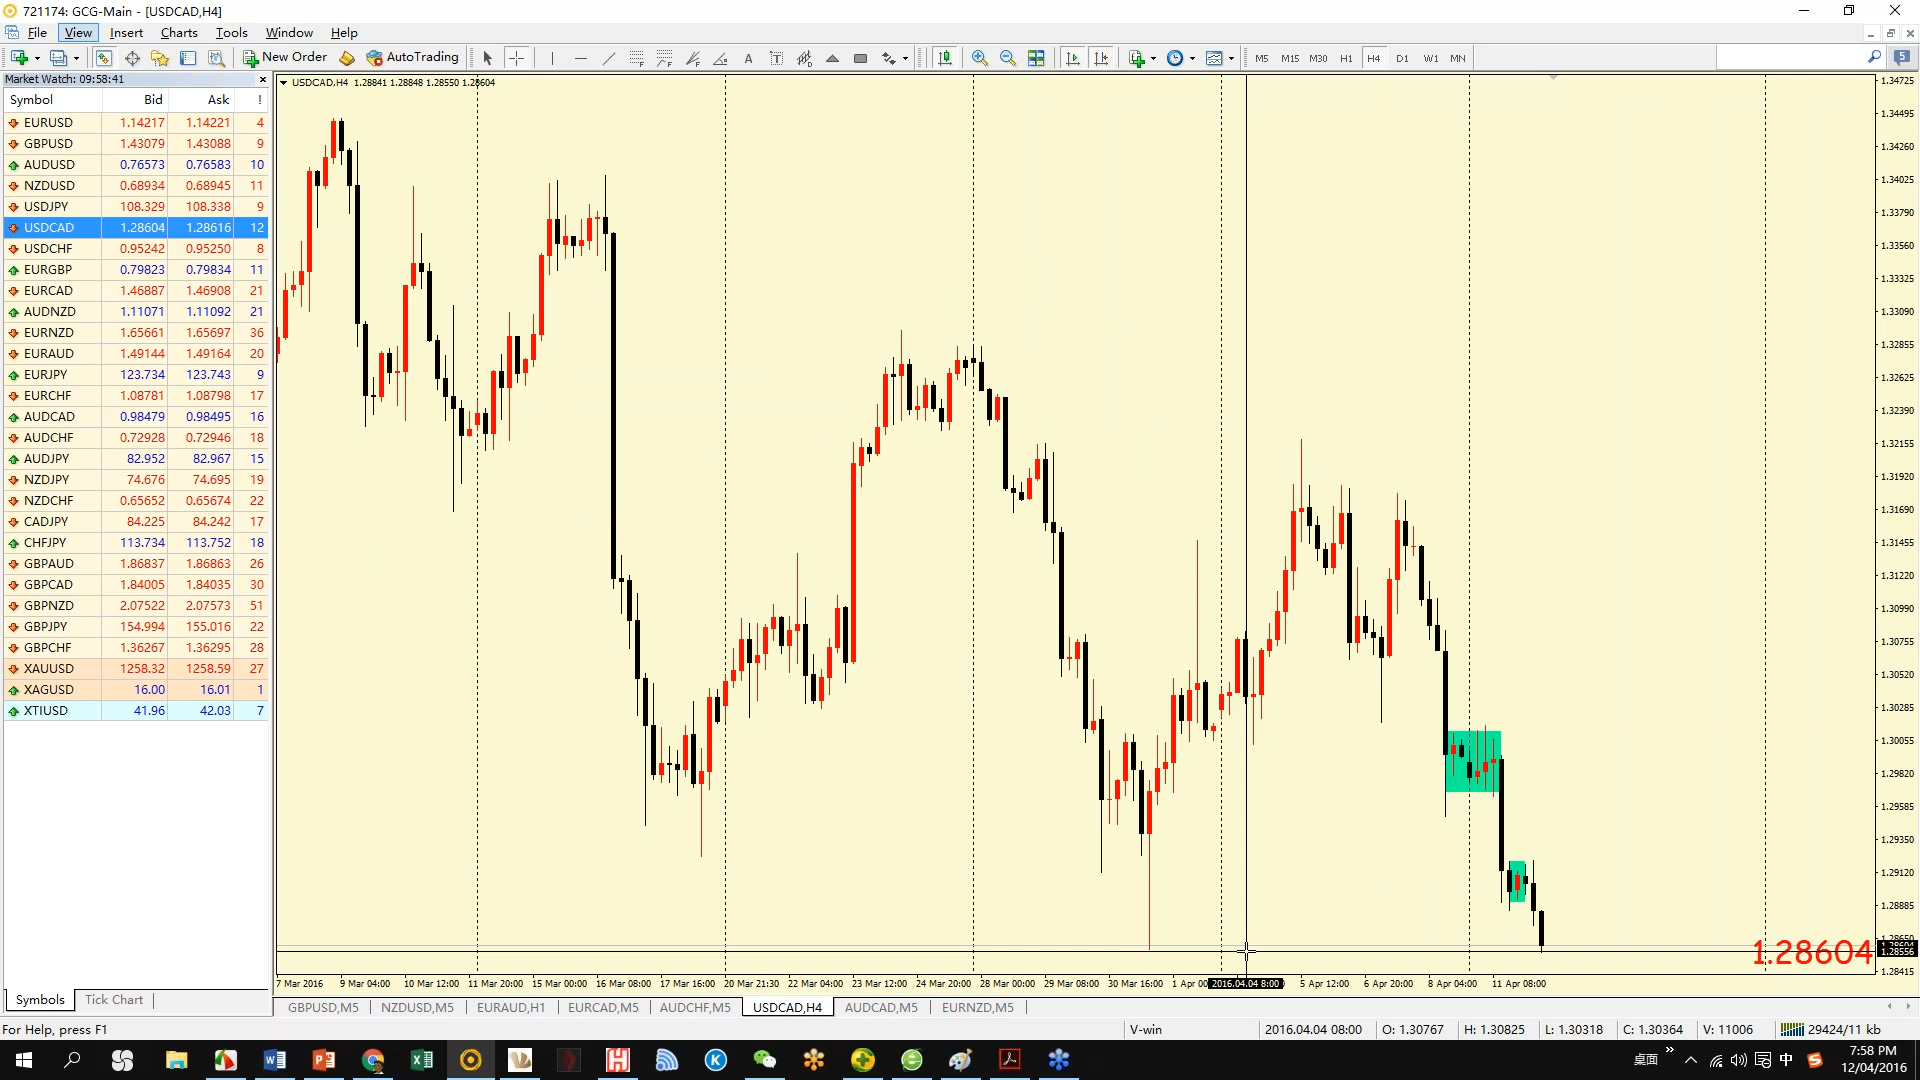 721174: GCG-Main - [USDCAD,H4]
File View Insert Charts Tools Window Help
New Order AutoTrading M5 M15 M30 H1 H4 D1 W1 MN 5
Market Watch: 09:58:41
Symbol Bid Ask !
EURUSD 1.14217 1.14221 4
GBPUSD 1.43079 1.43088 9
AUDUSD 0.76573 0.76583 10
NZDUSD 0.68934 0.68945 11
USDJPY 108.329 108.338 9
USDCAD 1.28604 1.28616 12
USDCHF 0.95242 0.95250 8
EURGBP 0.79823 0.79834 11
EURCAD 1.46887 1.46908 21
AUDNZD 1.11071 1.11092 21
EURNZD 1.65661 1.65697 36
EURAUD 1.49144 1.49164 20
EURJPY 123.734 123.743 9
EURCHF 1.08781 1.08798 17
AUDCAD 0.98479 0.98495 16
AUDCHF 0.72928 0.72946 18
AUDJPY 82.952 82.967 15
NZDJPY 74.676 74.695 19
NZDCHF 0.65652 0.65674 22
CADJPY 84.225 84.242 17
CHFJPY 113.734 113.752 18
GBPAUD 1.86837 1.86863 26
GBPCAD 1.84005 1.84035 30
GBPNZD 2.07522 2.07573 51
GBPJPY 154.994 155.016 22
GBPCHF 1.36267 1.36295 28
XAUUSD 1258.32 1258.59 27
XAGUSD 16.00 16.01 1
XTIUSD 41.96 42.03 7
Symbols Tick Chart
USDCAD,H4 1.28841 1.28848 1.28550 1.28604
1.34725
1.34495
1.34260
1.34025
1.33790
1.33560
1.33325
1.33090
1.32855
1.32625
1.32390
1.32155
1.31920
1.31690
1.31455
1.31220
1.30990
1.30755
1.30520
1.30285
1.30055
1.29820
1.29585
1.29350
1.29120
1.28885
1.28604
1.28556
1.28415
7 Mar 2016 9 Mar 04:00 10 Mar 12:00 11 Mar 20:00 15 Mar 00:00 16 Mar 08:00 17 Mar 16:00 20 Mar 21:30 22 Mar 04:00 23 Mar 12:00 24 Mar 20:00 28 Mar 00:00 29 Mar 08:00 30 Mar 16:00 1 Apr 00 2016.04.04 8:00 5 Apr 12:00 6 Apr 20:00 8 Apr 04:00 11 Apr 08:00
GBPUSD,M5 NZDUSD,M5 EURAUD,H1 EURCAD,M5 AUDCHF,M5 USDCAD,H4 AUDCAD,M5 EURNZD,M5
For Help, press F1 V-win 2016.04.04 08:00 O: 1.30767 H: 1.30825 L: 1.30318 C: 1.30364 V: 11006 29424/11 kb
桌面 中 7:58 PM
12/04/2016